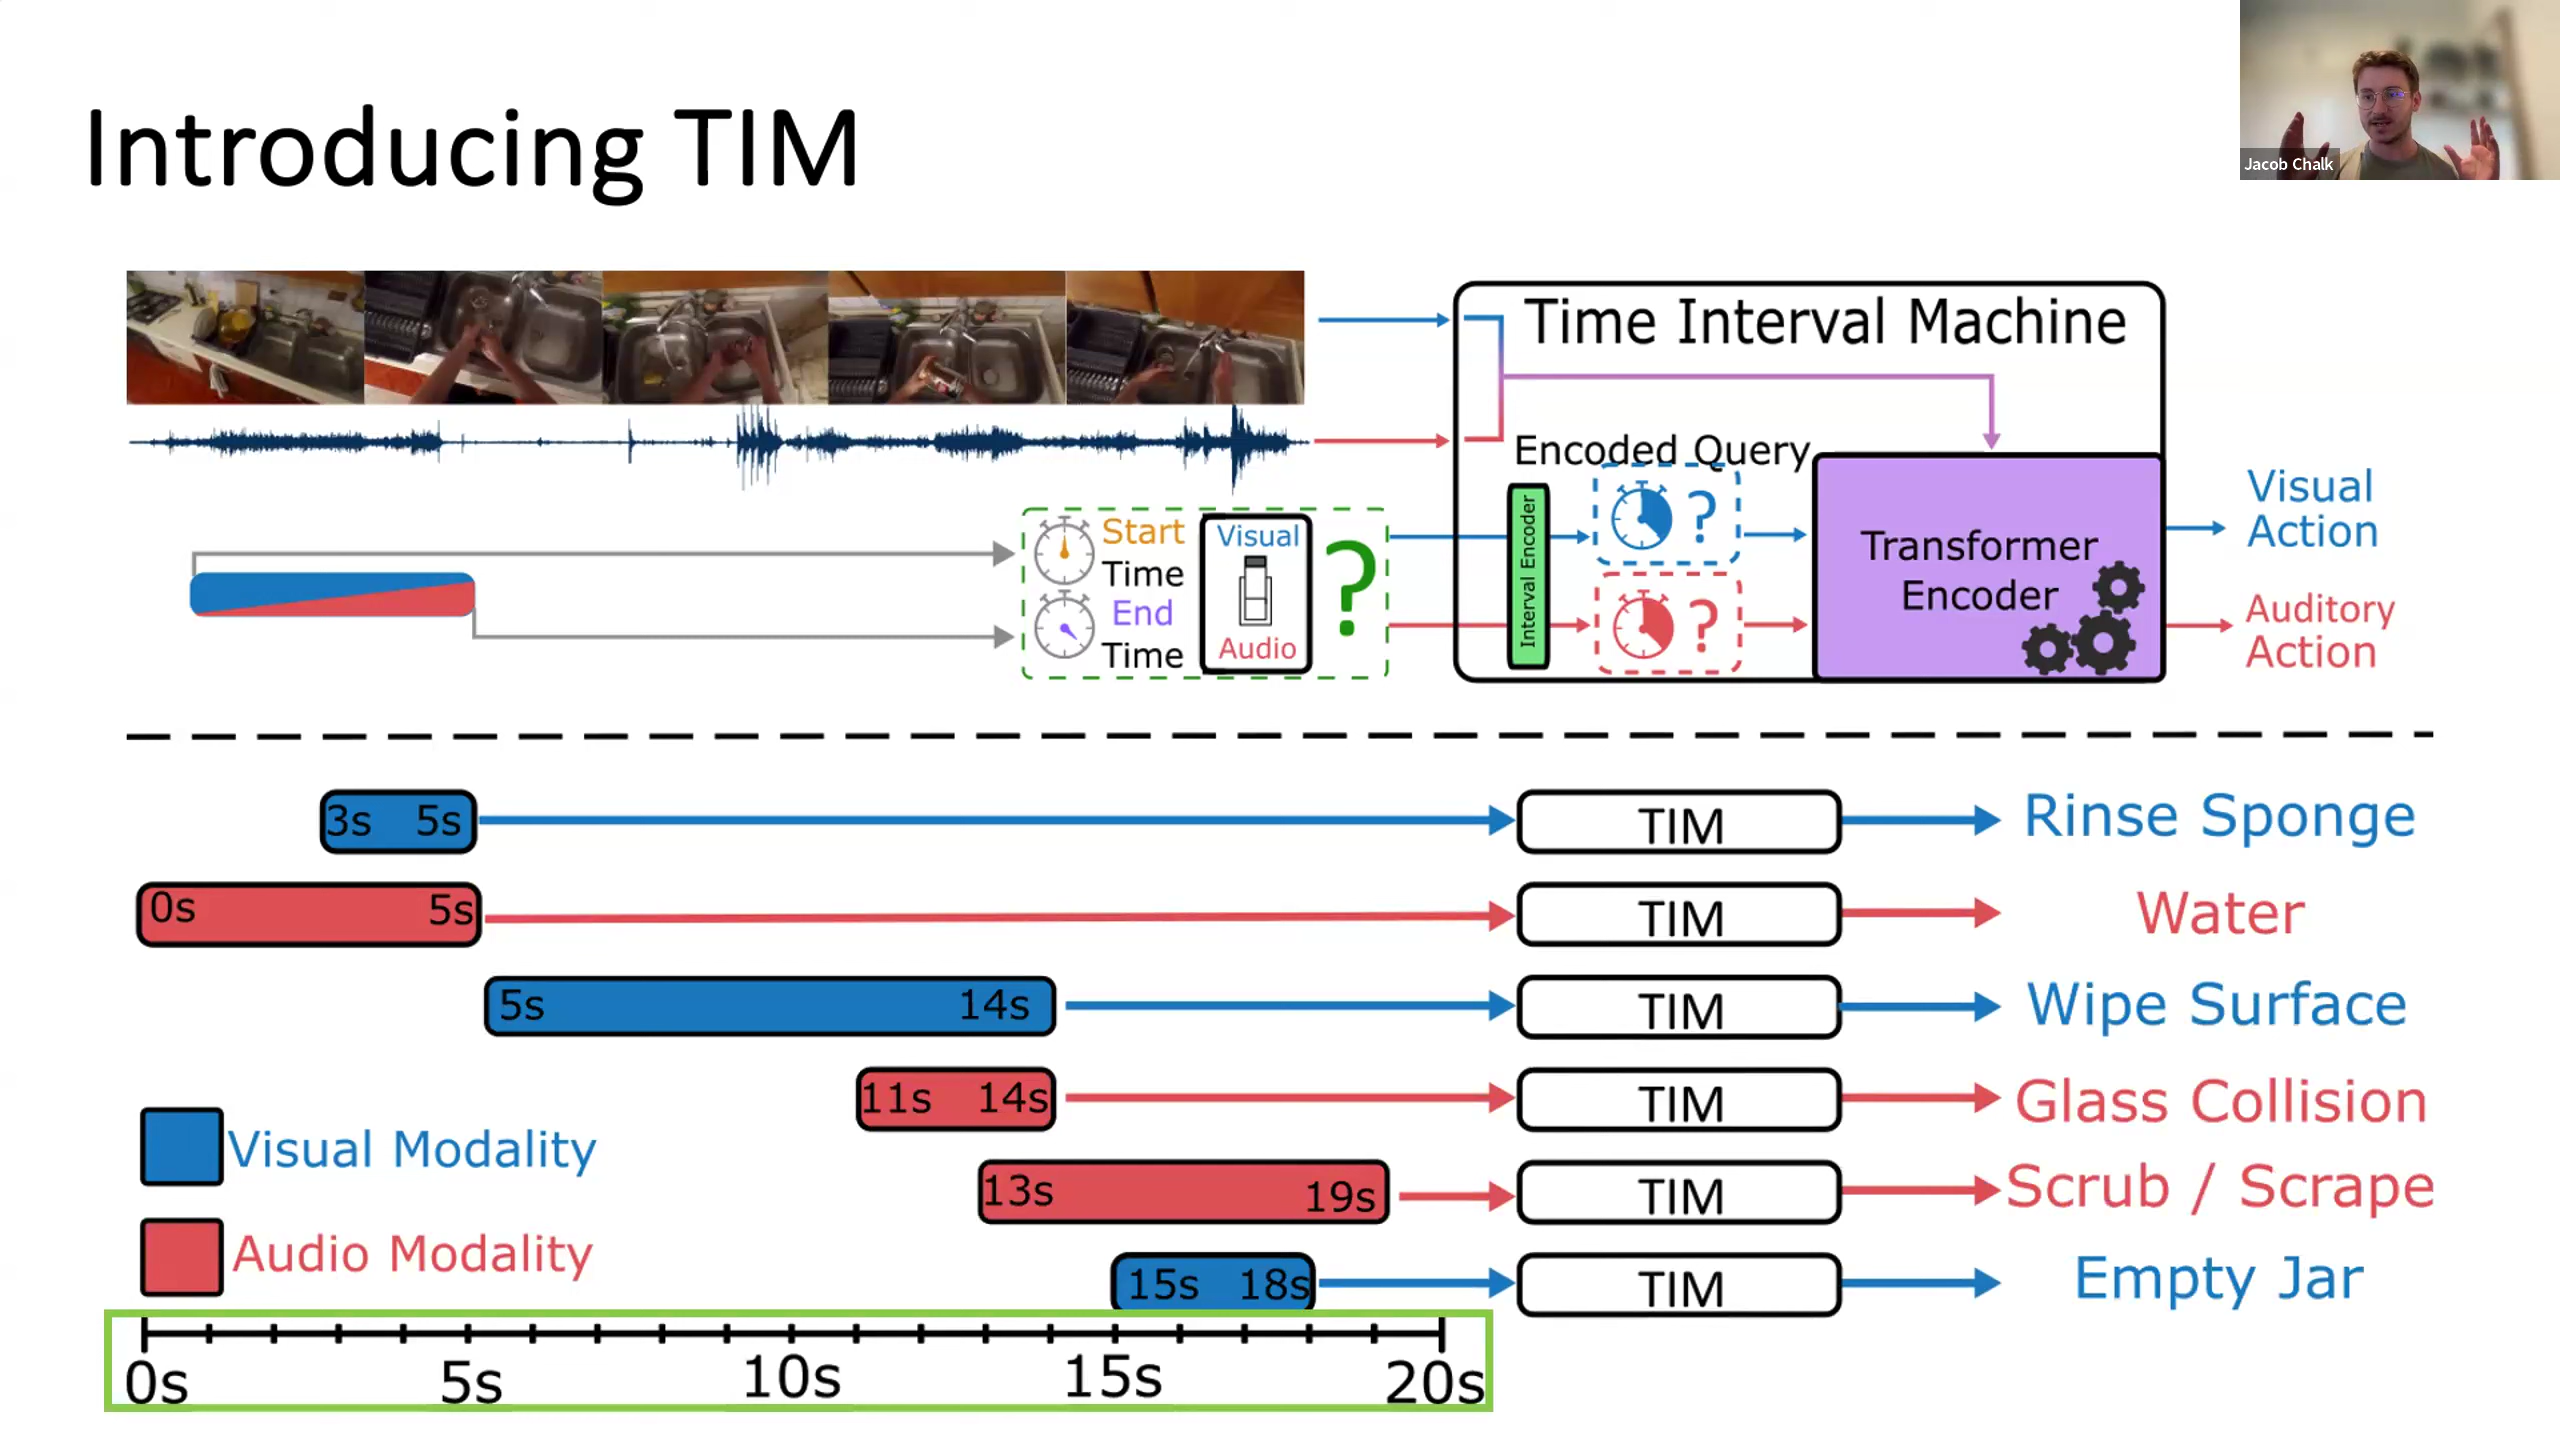 Introducing TIM
Jacob Chalk
Time Interval Machine
Encoded Query
Start
Time
End
Time
Visual
Audio
?
Interval Encoder
?
?
Transformer
Encoder
Visual
Action
Auditory
Action
3s 5s
TIM
Rinse Sponge
0s 5s
TIM
Water
5s 14s
TIM
Wipe Surface
11s 14s
TIM
Glass Collision
13s 19s
TIM
Scrub / Scrape
15s 18s
TIM
Empty Jar
Visual Modality
Audio Modality
0s 5s 10s 15s 20s